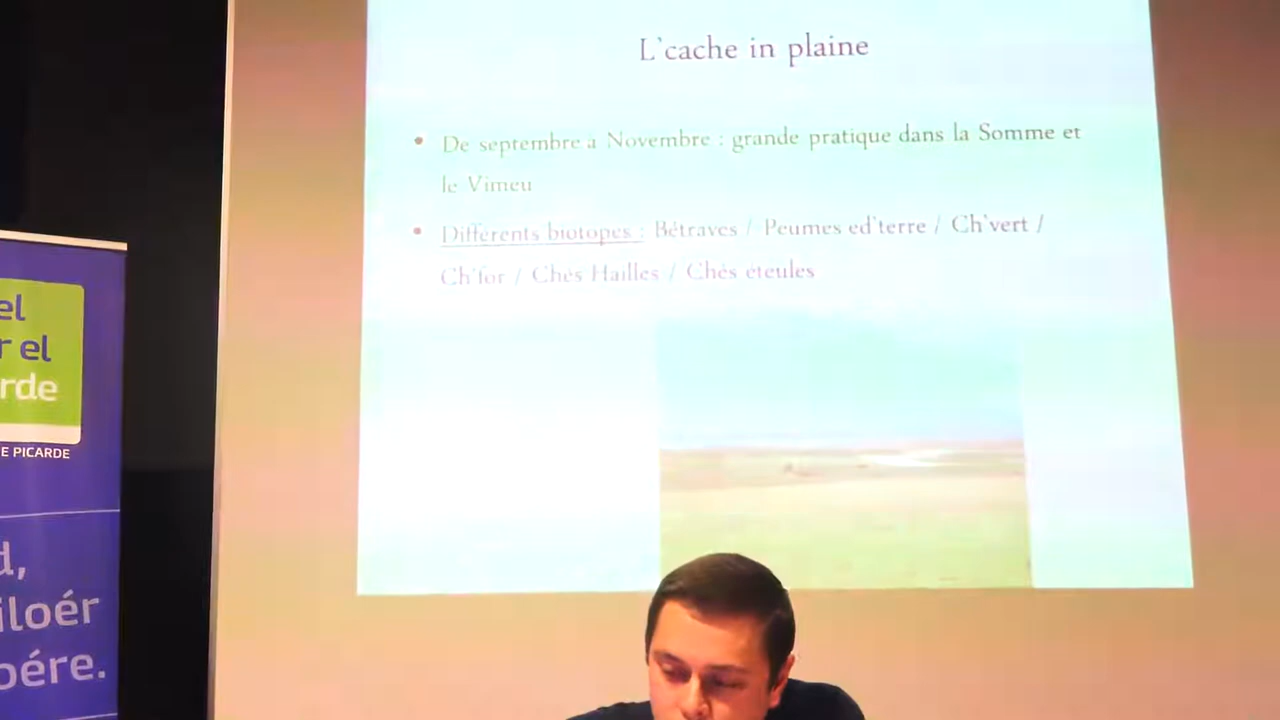 L'cache in plaine
De septembre à Novembre : grande pratique dans la Somme et
le Vimeu
Différents biotopes : Bétraves / Peumes ed'terre / Ch'vert /
Ch'for / Chés Hailles / Chés éteules
el
r el
rde
E PICARDE
d,
iloér
oére.